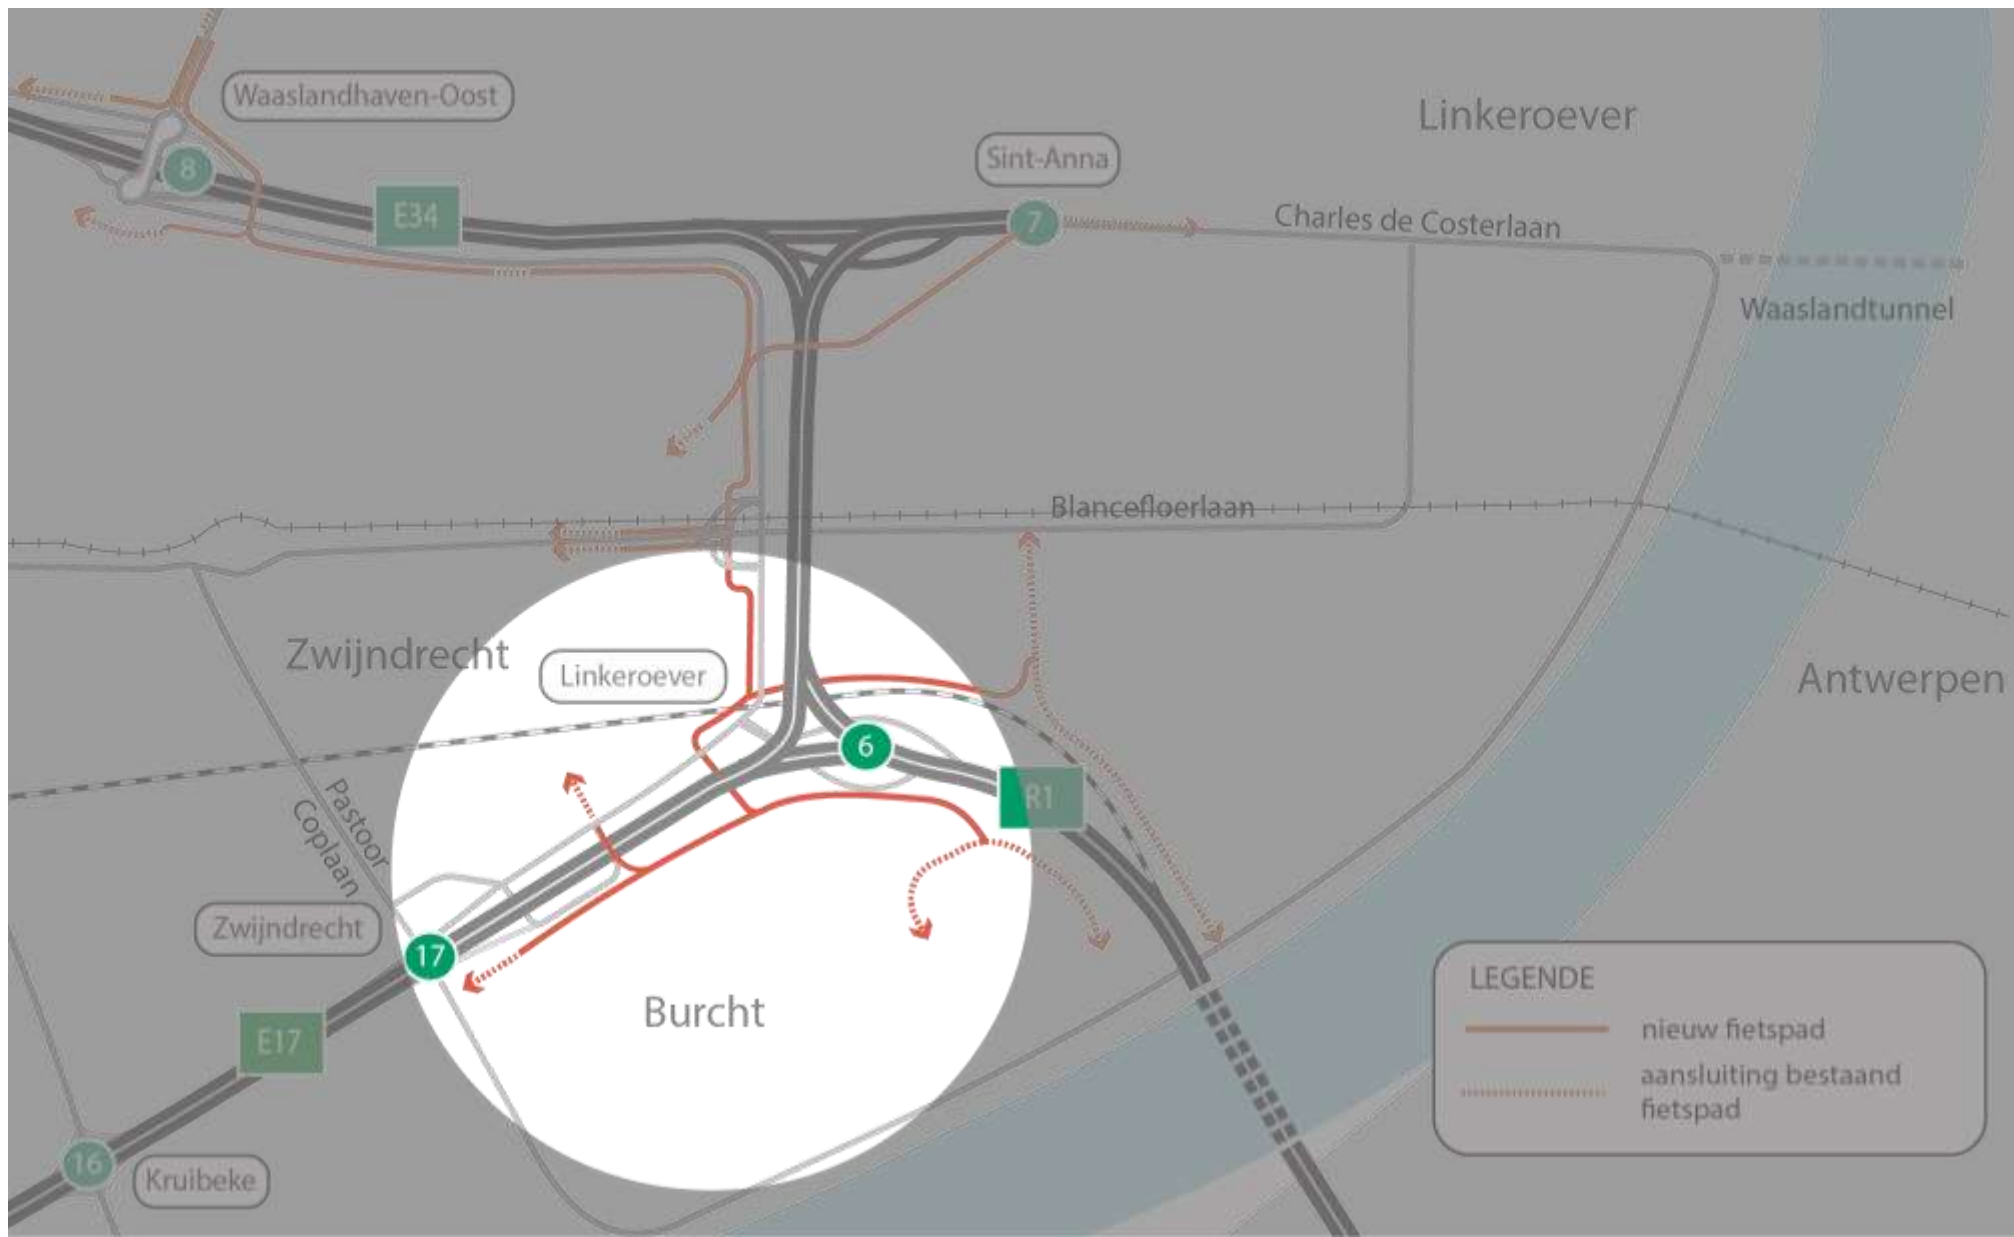 Waaslandhaven-Oost
Linkeroever
Sint-Anna
8
E34
7
Charles de Costerlaan
Waaslandtunnel
Blancefloerlaan
Zwijndrecht
Linkeroever
Antwerpen
6
R1
Pastoor
Coplaan
Zwijndrecht
17
Burcht
E17
16
Kruibeke
LEGENDE
nieuw fietspad
aansluiting bestaand
fietspad